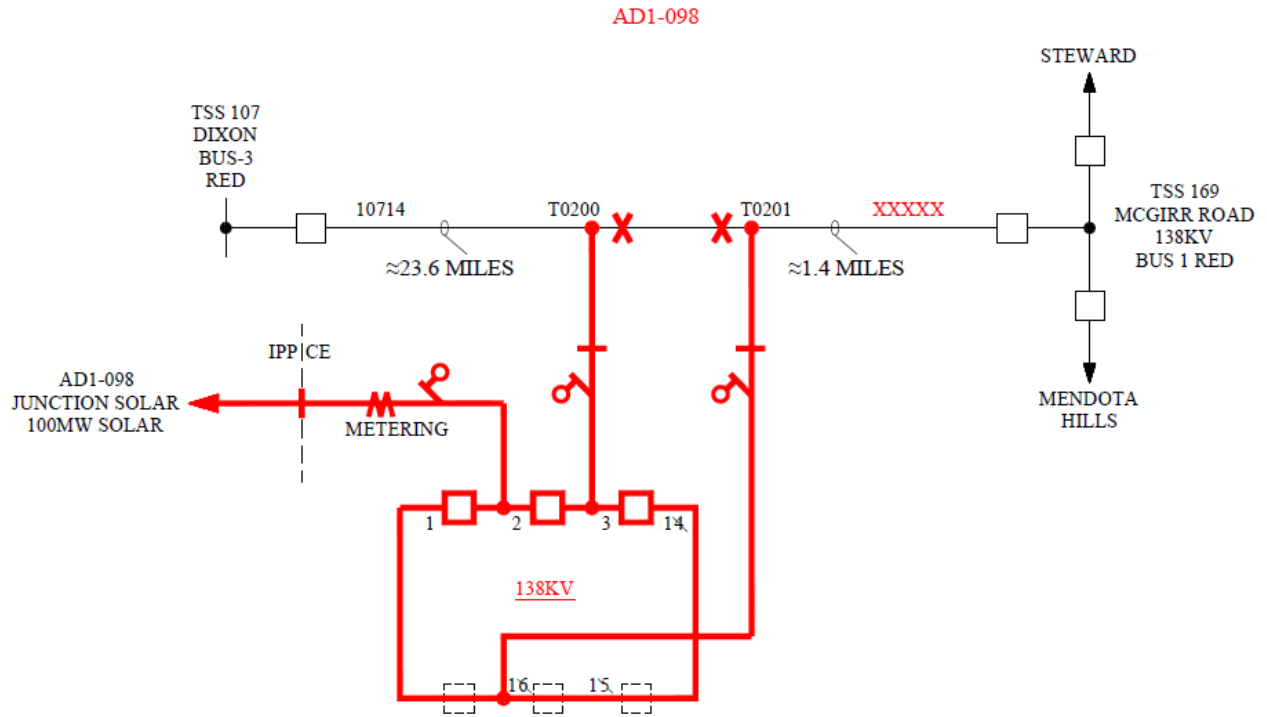 AD1-098
STEWARD
TSS 107
DIXON
BUS-3
RED
10714
T0200
T0201
XXXXX
TSS 169
MCGIRR ROAD
138KV
BUS 1 RED
≈23.6 MILES
≈1.4 MILES
IPP CE
AD1-098
JUNCTION SOLAR
100MW SOLAR
METERING
MENDOTA
HILLS
1 2 3 14
138KV
16 15